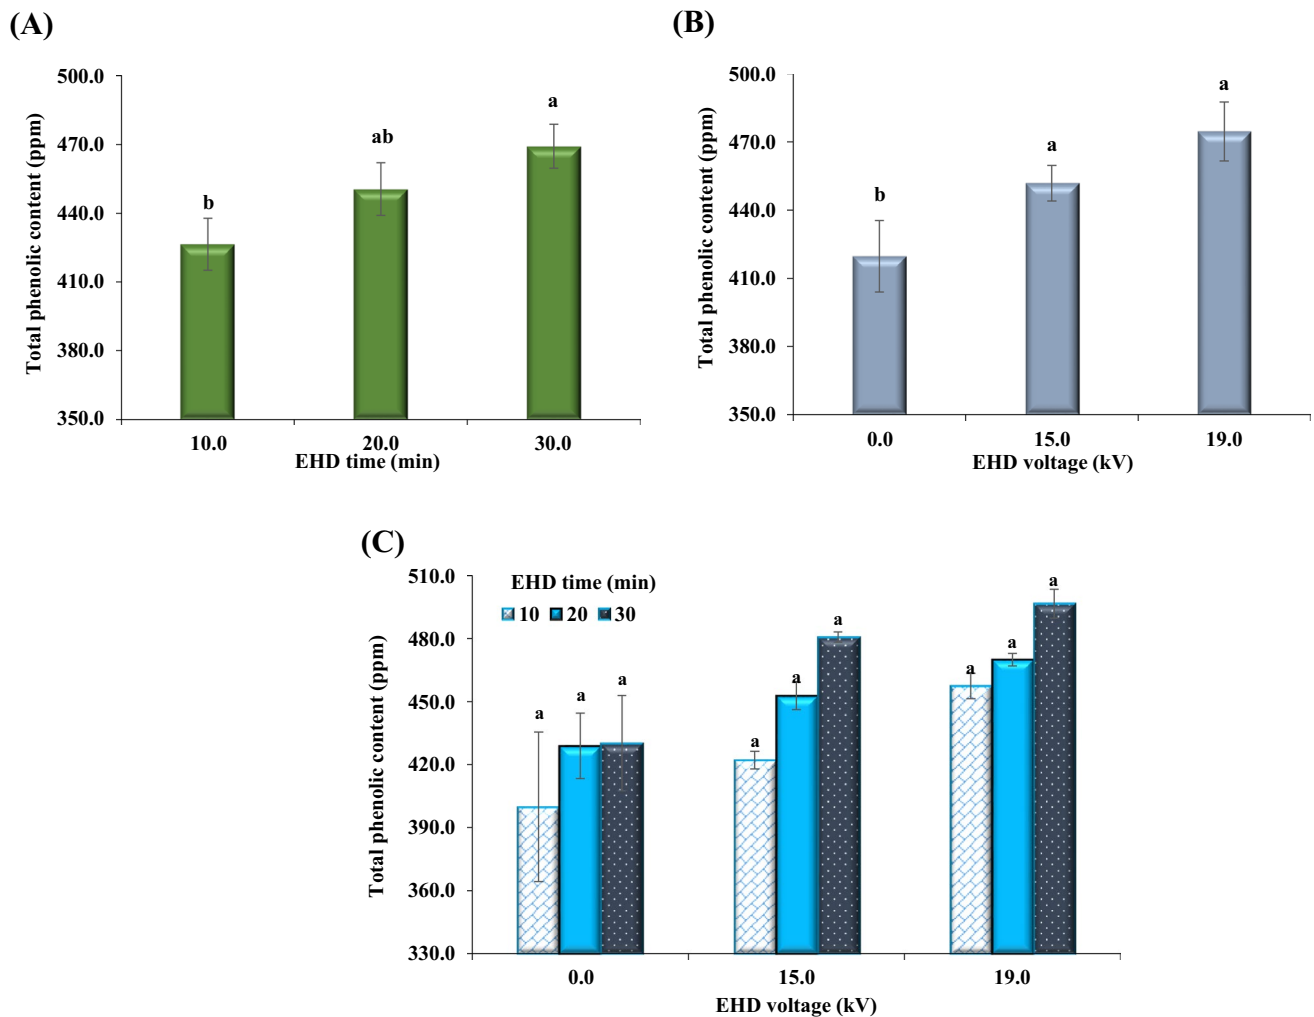 (A)
500.0
470.0
440.0
410.0
380.0
350.0
Total phenolic content (ppm)
b
ab
a
10.0 20.0 30.0
EHD time (min)
(B)
500.0
470.0
440.0
410.0
380.0
350.0
Total phenolic content (ppm)
b
a
a
0.0 15.0 19.0
EHD voltage (kV)
(C)
510.0
480.0
450.0
420.0
390.0
360.0
330.0
Total phenolic content (ppm)
EHD time (min)
10 20 30
a a a
a a a
a a a
0.0 15.0 19.0
EHD voltage (kV)